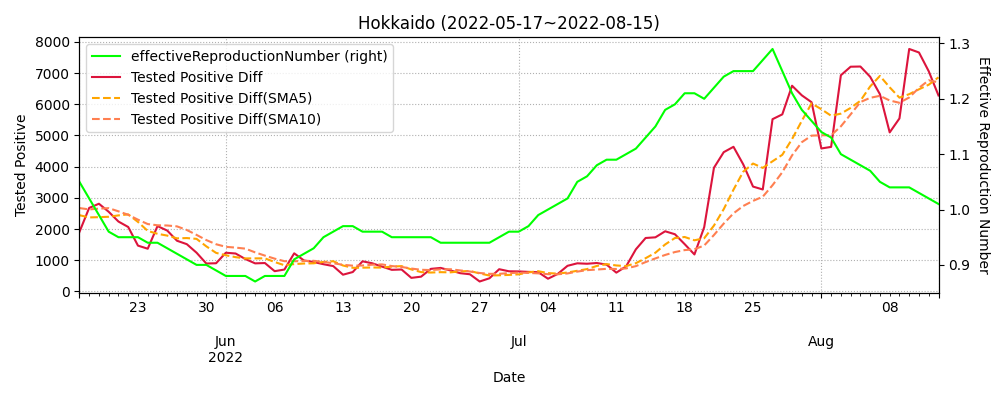 Hokkaido (2022-05-17~2022-08-15)
effectiveReproductionNumber (right)
Tested Positive Diff
Tested Positive Diff(SMA5)
Tested Positive Diff(SMA10)
Tested Positive
8000
7000
6000
5000
4000
3000
2000
1000
0
1.3
1.2
1.1
1.0
0.9
Effective Reproduction Number
23 30 06 13 20 27 04 11 18 25 08
Jun Jul Aug
2022
Date